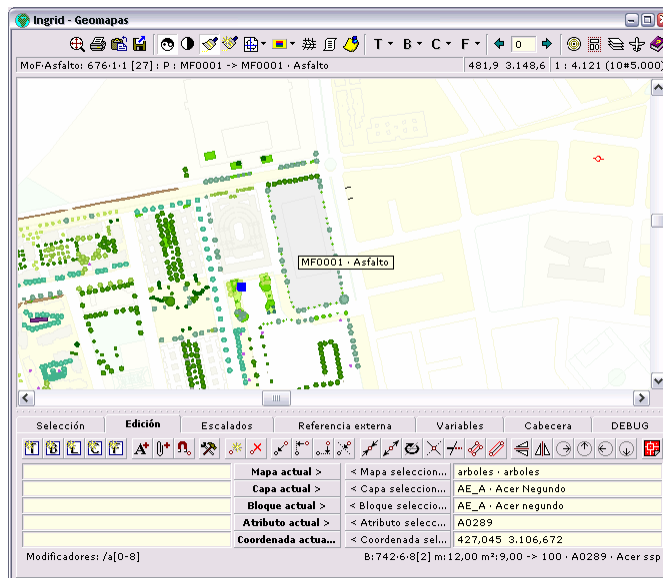 Ingrid - Geomapas
T · B · C · F · 0
MoF·Asfalto: 676·1·1 [27] : P : MF0001 -> MF0001 · Asfalto 481,9 3.148,6 1 : 4.121 (10#5.000)
MF0001 · Asfalto
Selección Edición Escalados Referencia externa Variables Cabecera DEBUG
Mapa actual > < Mapa seleccion... arboles · arboles
Capa actual > < Capa seleccion... AE_A · Acer Negundo
Bloque actual > < Bloque seleccion... AE_A · Acer negundo
Atributo actual > < Atributo selecc... A0289
Coordenada actua... < Coordenada sel... 427,045 3.106,672
Modificadores: /a[0-8] B:742·6·8[2] m:12,00 m²:9,00 -> 100 · A0289 · Acer ssp